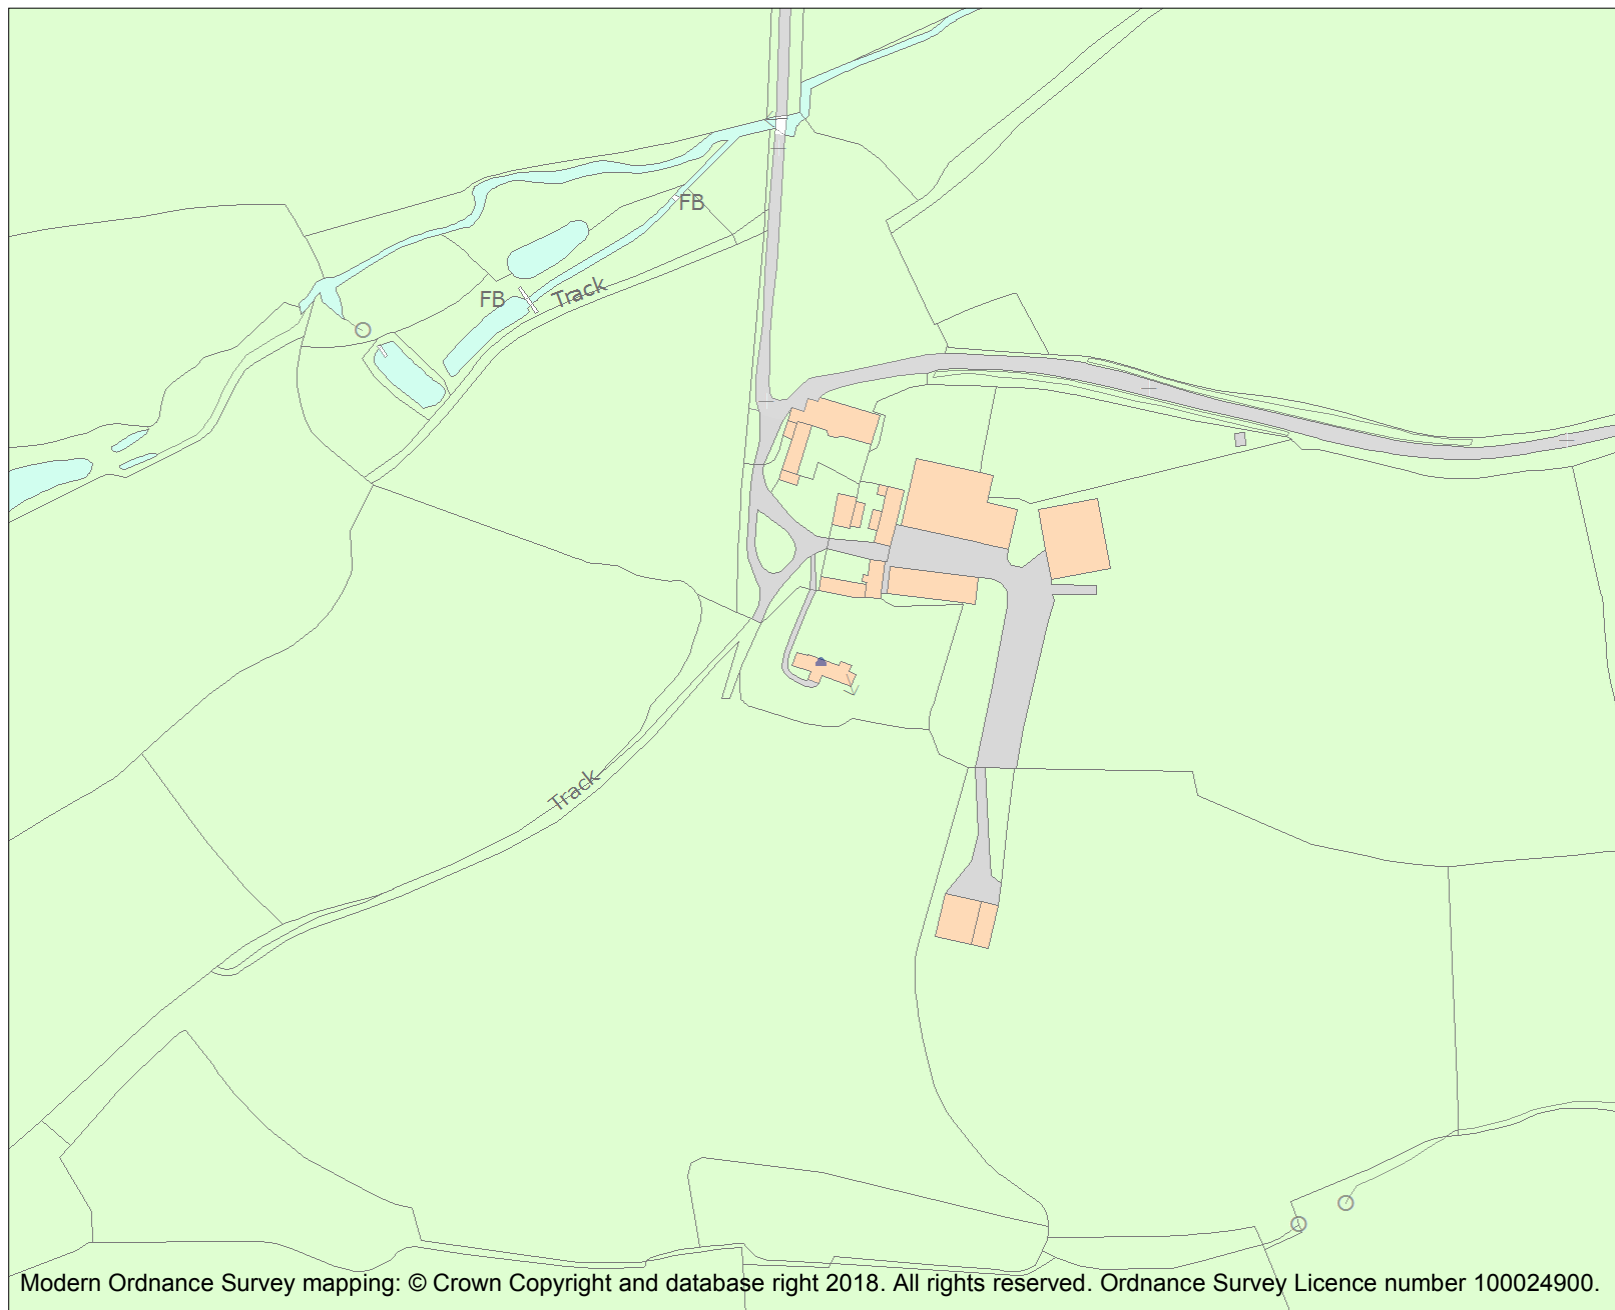 FB
FB
Track
Track
Modern Ordnance Survey mapping: © Crown Copyright and database right 2018. All rights reserved. Ordnance Survey Licence number 100024900.